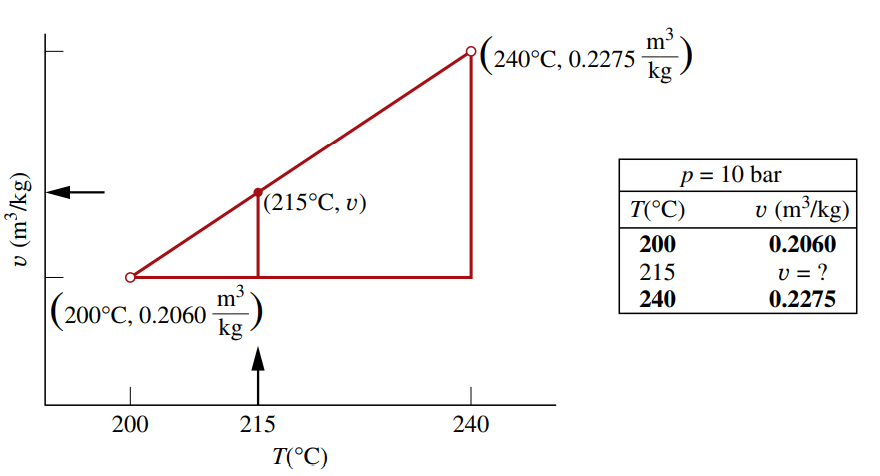 (240°C, 0.2275 m³/kg)
v (m³/kg)
(215°C, v)
(200°C, 0.2060 m³/kg)
200 215 240
T(°C)
p = 10 bar
T(°C) v (m³/kg)
200 0.2060
215 v = ?
240 0.2275